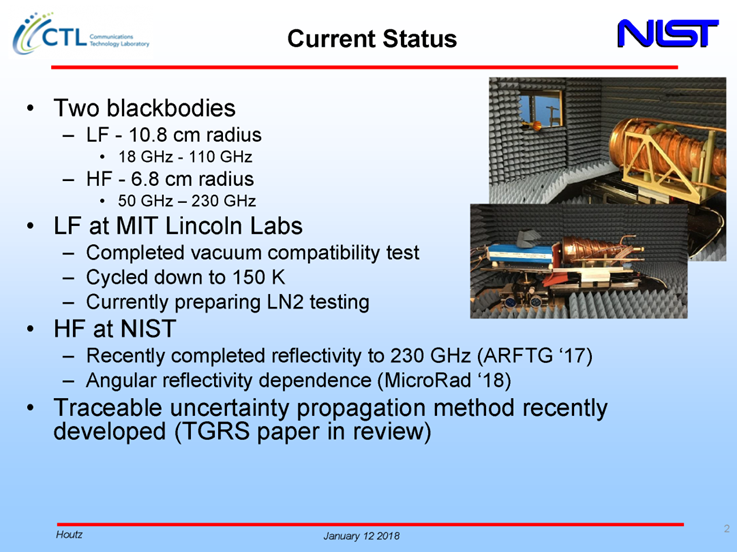 CTL Communications
Technology Laboratory
Current Status
NIST
• Two blackbodies
– LF - 10.8 cm radius
• 18 GHz - 110 GHz
– HF - 6.8 cm radius
• 50 GHz – 230 GHz
• LF at MIT Lincoln Labs
– Completed vacuum compatibility test
– Cycled down to 150 K
– Currently preparing LN2 testing
• HF at NIST
– Recently completed reflectivity to 230 GHz (ARFTG ‘17)
– Angular reflectivity dependence (MicroRad ‘18)
• Traceable uncertainty propagation method recently
developed (TGRS paper in review)
Houtz
January 12 2018
2